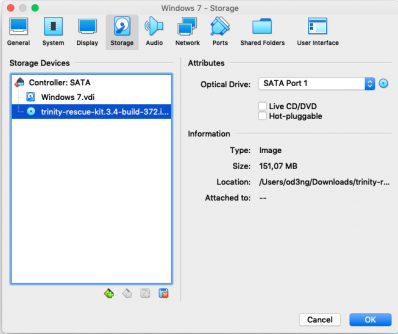 Windows 7 - Storage
General System Display Storage Audio Network Ports Shared Folders User Interface
Storage Devices
Controller: SATA
Windows 7.vdi
trinity-rescue-kit.3.4-build-372.i...
Attributes
Optical Drive: SATA Port 1
Live CD/DVD
Hot-pluggable
Information
Type: Image
Size: 151,07 MB
Location: /Users/od3ng/Downloads/trinity-r...
Attached to: --
Cancel OK